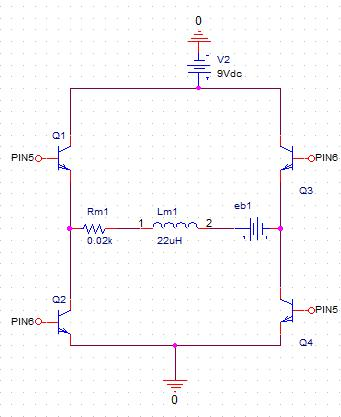 0
V2
9Vdc
Q1
PIN5
PIN6
Q3
Rm1
1
Lm1
2
eb1
0.02k
22uH
Q2
PIN6
PIN5
Q4
0